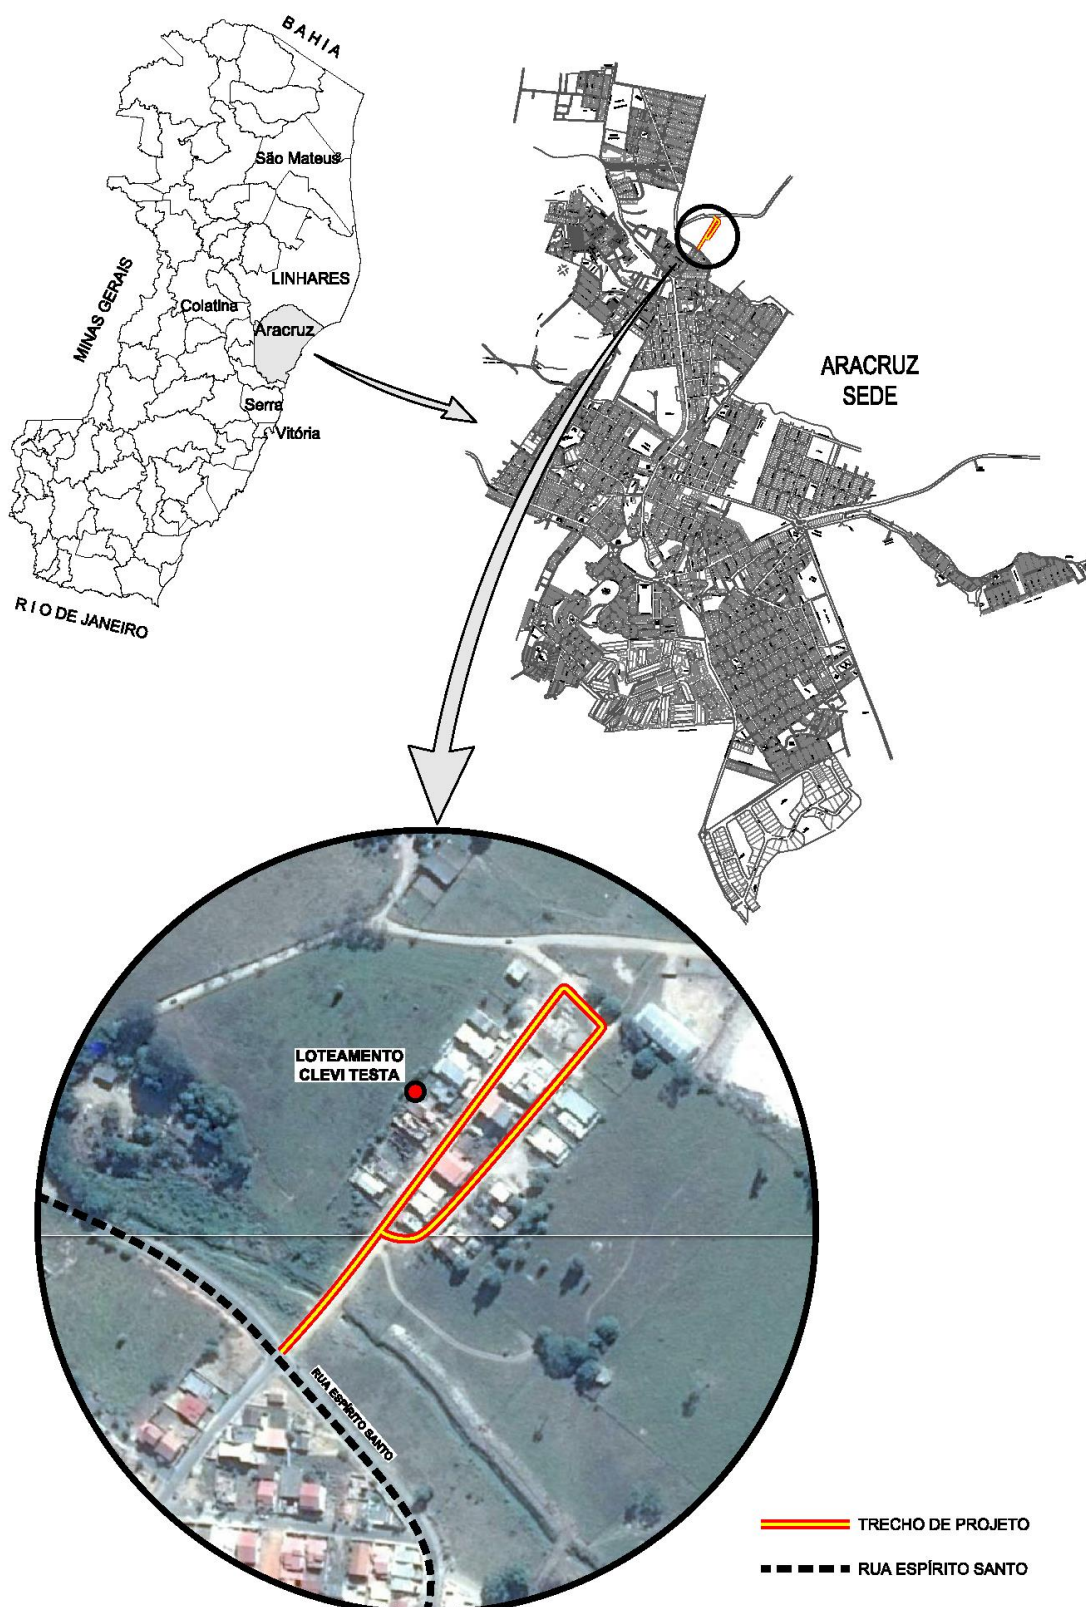 BAHIA
São Mateus
MINAS GERAIS
LINHARES
Colatina
Aracruz
Serra
Vitória
RIO DE JANEIRO
ARACRUZ
SEDE
LOTEAMENTO
CLEVI TESTA
RUA ESPÍRITO SANTO
TRECHO DE PROJETO
RUA ESPÍRITO SANTO